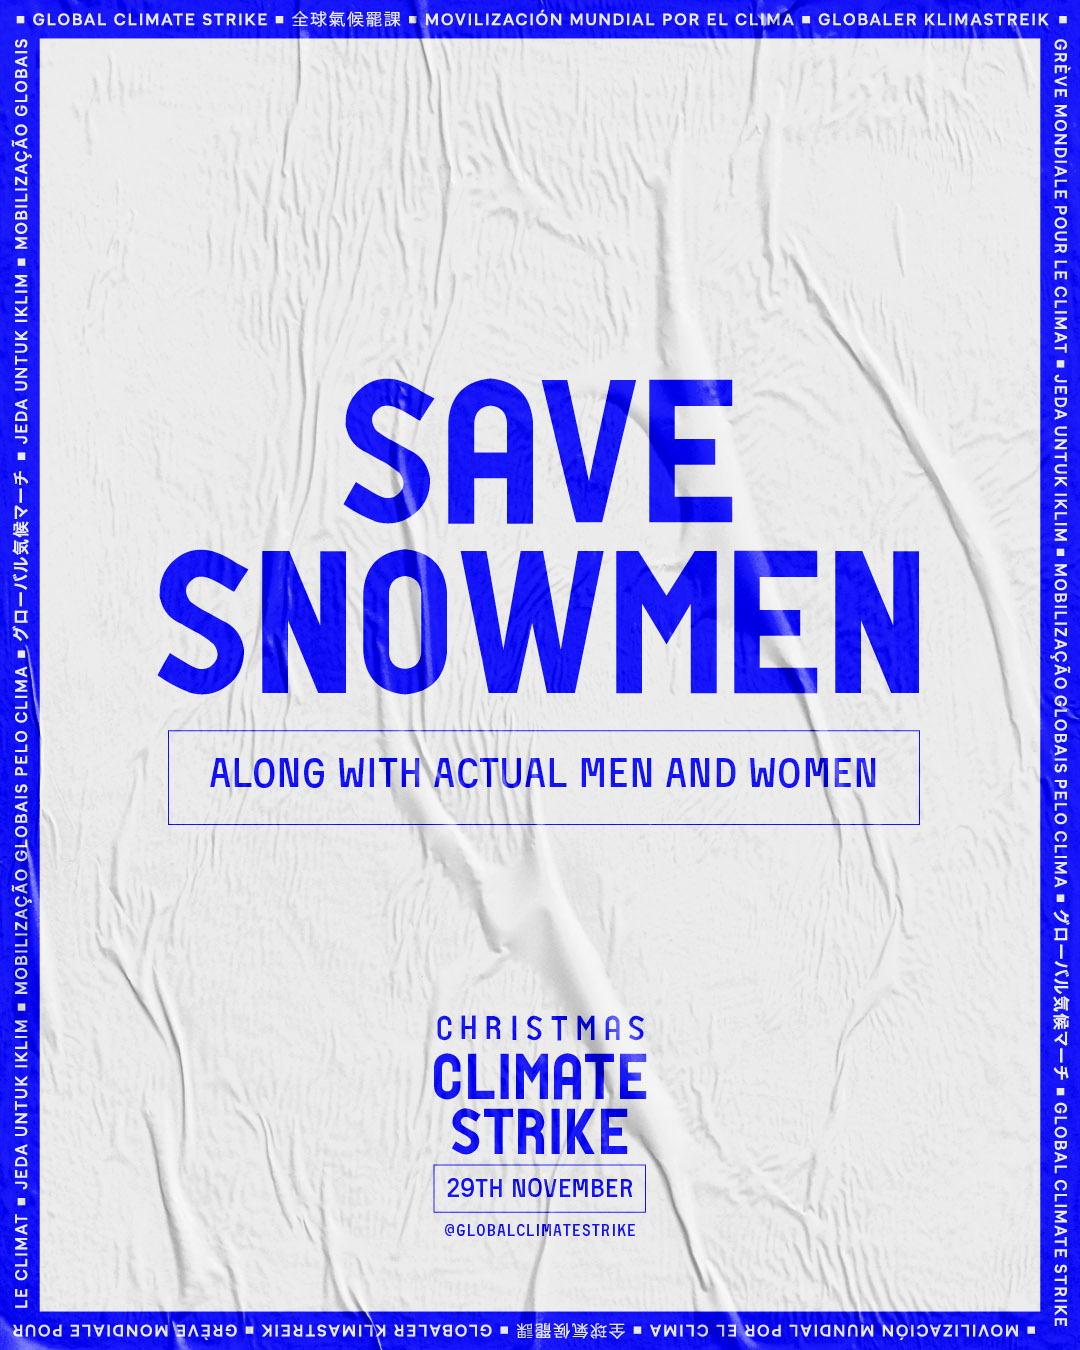 ■ GLOBAL CLIMATE STRIKE ■ 全球氣候罷課 ■ MOVILIZACIÓN MUNDIAL POR EL CLIMA ■ GLOBALER KLIMASTREIK ■
GRÈVE MONDIALE POUR LE CLIMAT ■ JEDA UNTUK IKLIM ■ MOBILIZAÇÃO GLOBAIS PELO CLIMA ■ グローバル気候マーチ ■ GLOBAL CLIMATE STRIKE
SAVE
SNOWMEN
ALONG WITH ACTUAL MEN AND WOMEN
CHRISTMAS
CLIMATE
STRIKE
29TH NOVEMBER
@GLOBALCLIMATESTRIKE
■ MOVILIZACIÓN MUNDIAL POR EL CLIMA ■ 全球氣候罷課 ■ GLOBALER KLIMASTREIK ■ GRÈVE MONDIALE POUR
LE CLIMAT ■ JEDA UNTUK IKLIM ■ MOBILIZAÇÃO GLOBAIS PELO CLIMA ■ グローバル気候マーチ ■ JEDA UNTUK IKLIM ■ MOBILIZAÇÃO GLOBAIS